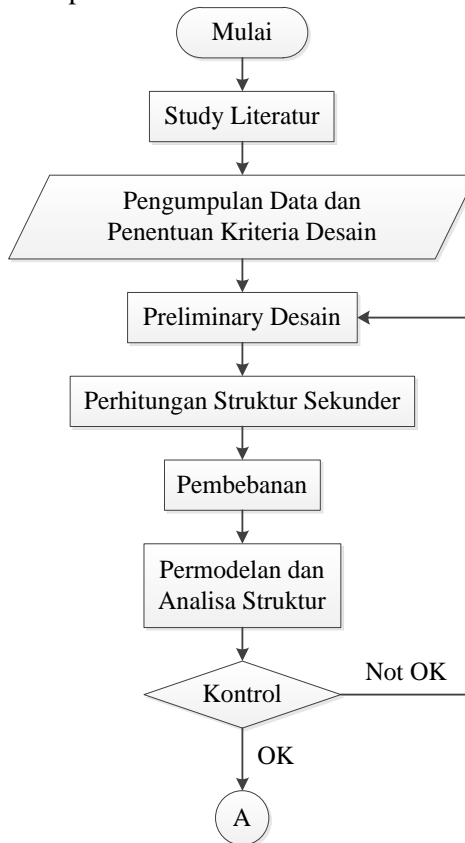 Mulai
Study Literatur
Pengumpulan Data dan
Penentuan Kriteria Desain
Preliminary Desain
Perhitungan Struktur Sekunder
Pembebanan
Permodelan dan
Analisa Struktur
Kontrol
Not OK
OK
A